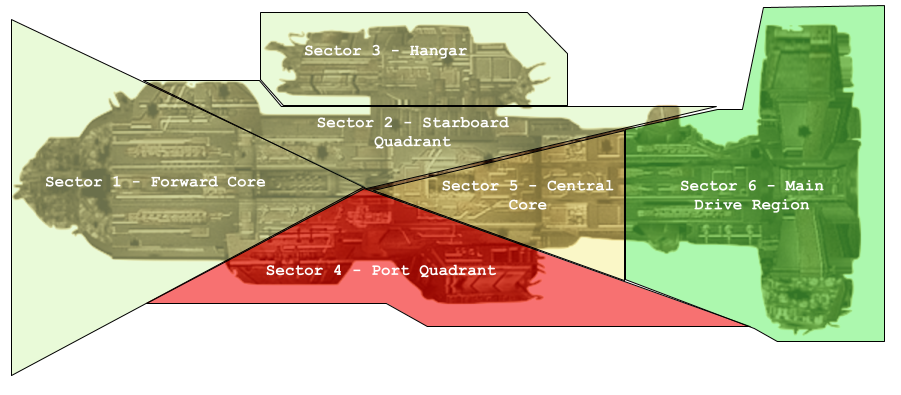 Sector 3 - Hangar
Sector 2 - Starboard
Quadrant
Sector 1 - Forward Core
Sector 5 - Central
Core
Sector 6 - Main
Drive Region
Sector 4 - Port Quadrant